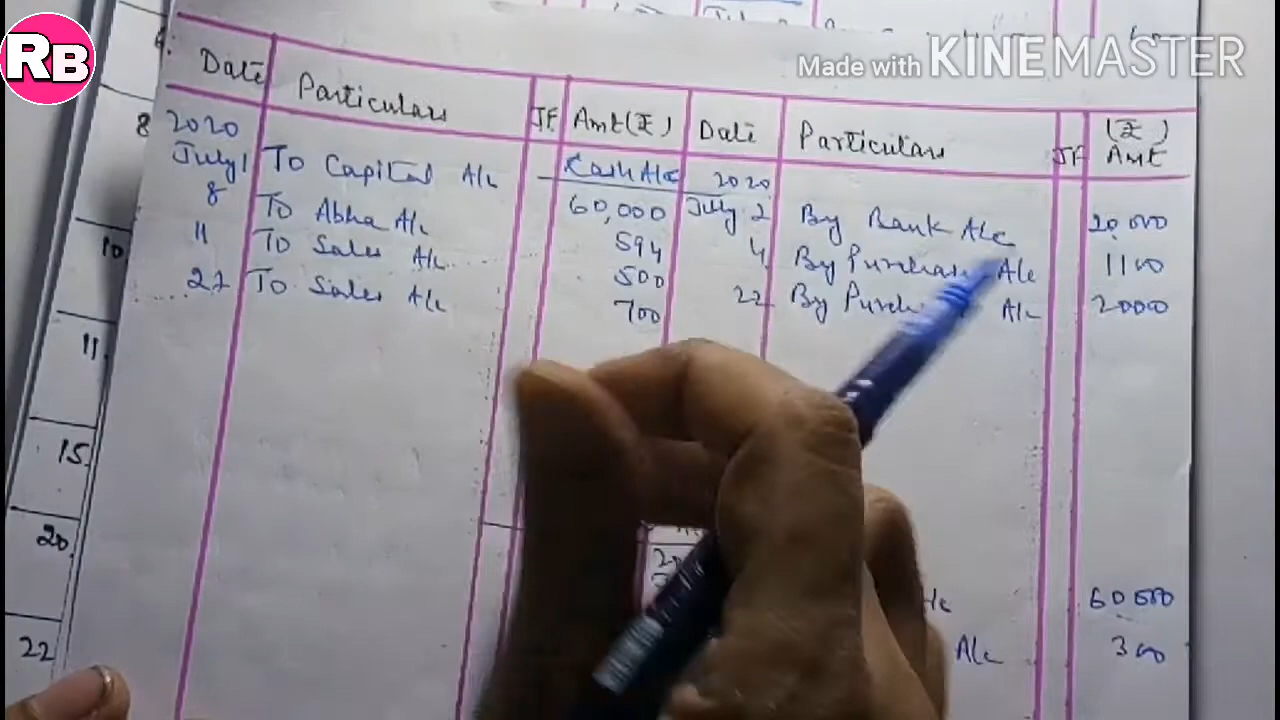 RB
Made with KINEMASTER
Date Particulars JF Amt(₹) Date Particulars JF (₹) Amt
2020 Cash A/c 2020
July 1 To Capital A/c 60,000 July 2 By Bank A/c 20,000
8 To Abha A/c 594 4 By Purchase A/c 1100
11 To Sales A/c 500 22 By A/c 2000
27 To Sales A/c 700
8
10
11
15
20
22
A/c 60000
A/c 300